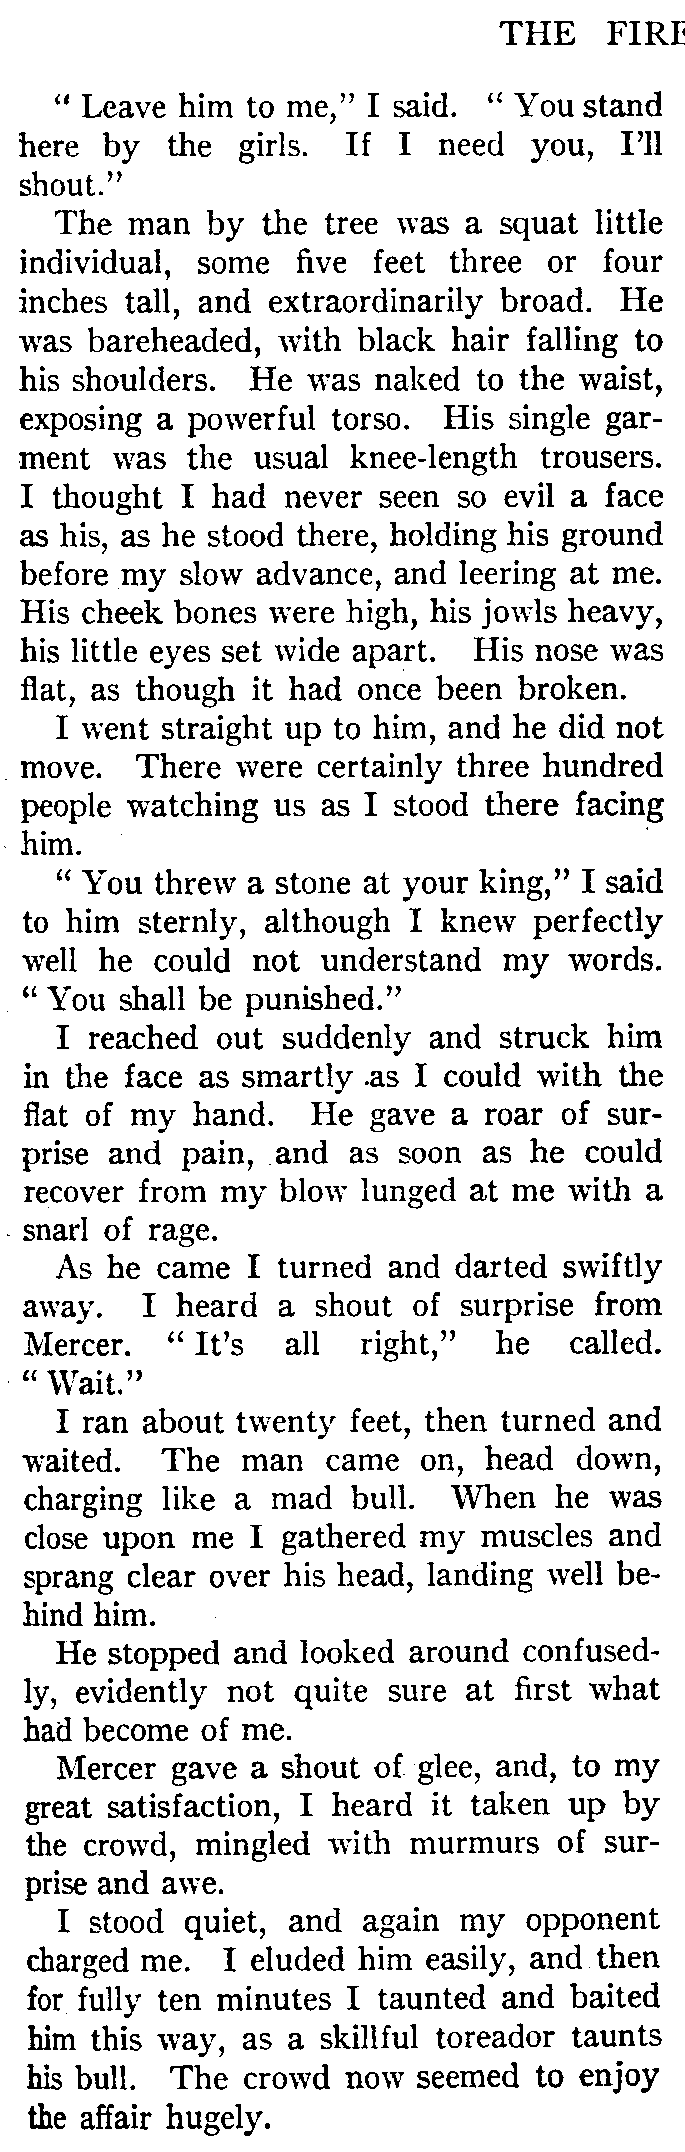 THE FIRE
“ Leave him to me,” I said. “ You stand
here by the girls. If I need you, I’ll
shout.”
The man by the tree was a squat little
individual, some five feet three or four
inches tall, and extraordinarily broad. He
was bareheaded, with black hair falling to
his shoulders. He was naked to the waist,
exposing a powerful torso. His single gar-
ment was the usual knee-length trousers.
I thought I had never seen so evil a face
as his, as he stood there, holding his ground
before my slow advance, and leering at me.
His cheek bones were high, his jowls heavy,
his little eyes set wide apart. His nose was
flat, as though it had once been broken.
I went straight up to him, and he did not
move. There were certainly three hundred
people watching us as I stood there facing
him.
“ You threw a stone at your king,” I said
to him sternly, although I knew perfectly
well he could not understand my words.
“ You shall be punished.”
I reached out suddenly and struck him
in the face as smartly as I could with the
flat of my hand. He gave a roar of sur-
prise and pain, and as soon as he could
recover from my blow lunged at me with a
snarl of rage.
As he came I turned and darted swiftly
away. I heard a shout of surprise from
Mercer. “ It’s all right,” he called.
“ Wait.”
I ran about twenty feet, then turned and
waited. The man came on, head down,
charging like a mad bull. When he was
close upon me I gathered my muscles and
sprang clear over his head, landing well be-
hind him.
He stopped and looked around confused-
ly, evidently not quite sure at first what
had become of me.
Mercer gave a shout of glee, and, to my
great satisfaction, I heard it taken up by
the crowd, mingled with murmurs of sur-
prise and awe.
I stood quiet, and again my opponent
charged me. I eluded him easily, and then
for fully ten minutes I taunted and baited
him this way, as a skillful toreador taunts
his bull. The crowd now seemed to enjoy
the affair hugely.